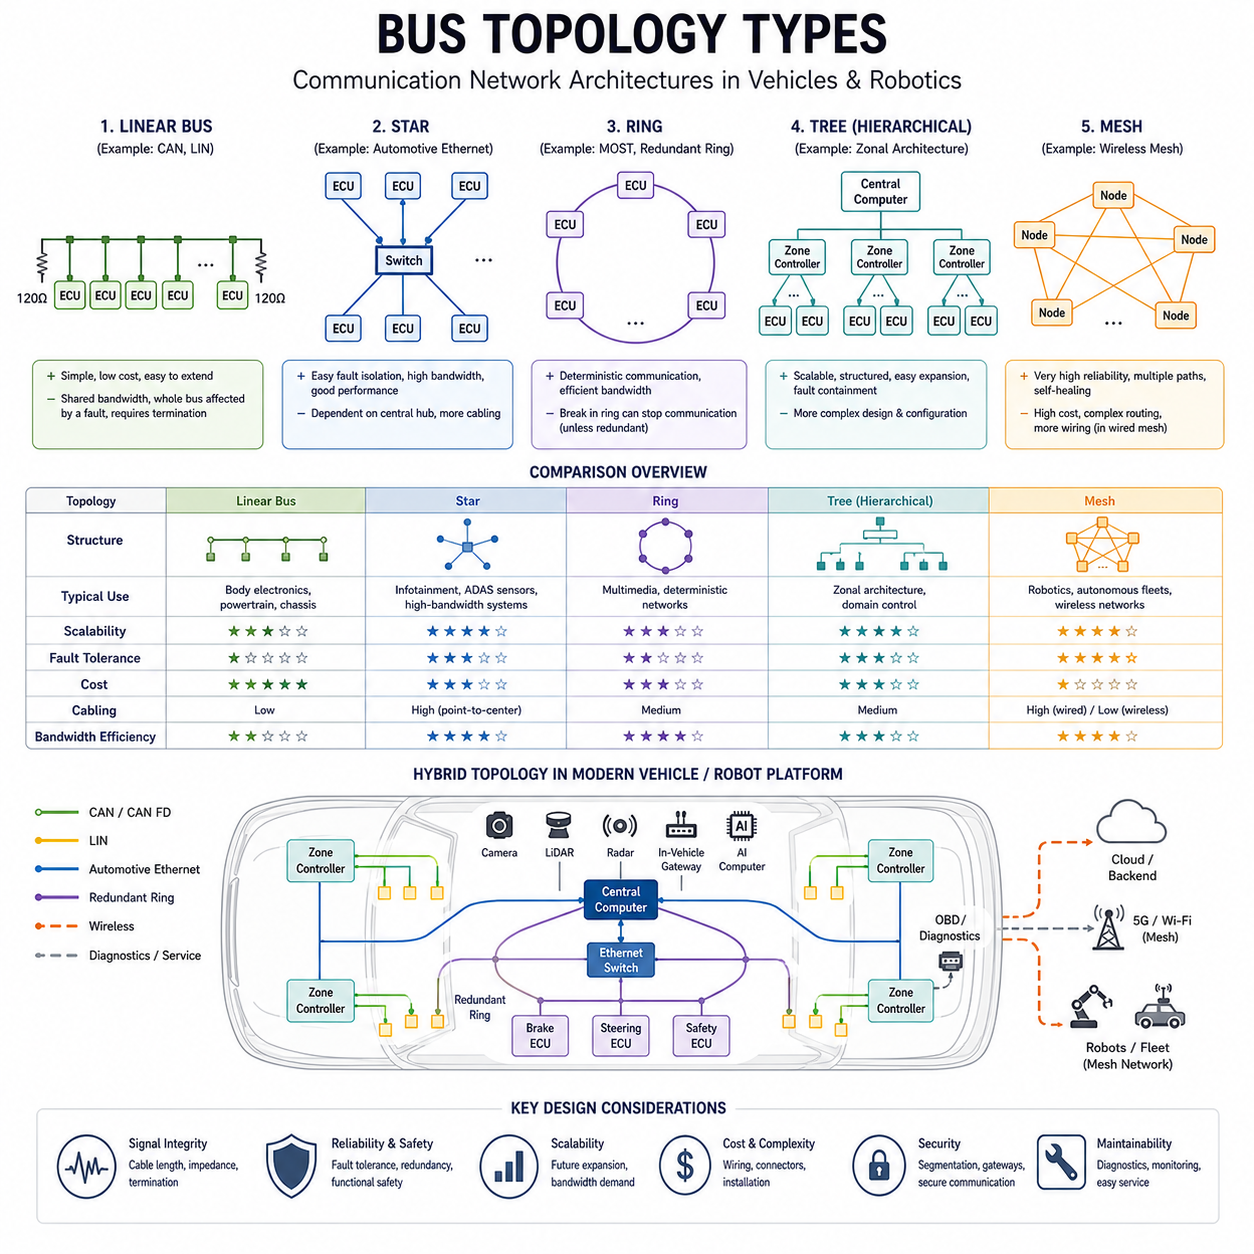 BUS TOPOLOGY TYPES
Communication Network Architectures in Vehicles & Robotics
1. LINEAR BUS
(Example: CAN, LIN)
120Ω
ECU
ECU
ECU
ECU
...
ECU
120Ω
2. STAR
(Example: Automotive Ethernet)
ECU
ECU
ECU
Switch
...
ECU
ECU
ECU
3. RING
(Example: MOST, Redundant Ring)
ECU
ECU
ECU
ECU
ECU
...
4. TREE (HIERARCHICAL)
(Example: Zonal Architecture)
Central
Computer
Zone
Controller
Zone
Controller
Zone
Controller
...
...
...
ECU
ECU
ECU
ECU
ECU
ECU
5. MESH
(Example: Wireless Mesh)
Node
Node
Node
Node
Node
...
+ Simple, low cost, easy to extend
− Shared bandwidth, whole bus affected
by a fault, requires termination
+ Easy fault isolation, high bandwidth,
good performance
− Dependent on central hub, more cabling
+ Deterministic communication,
efficient bandwidth
− Break in ring can stop communication
(unless redundant)
+ Scalable, structured, easy expansion,
fault containment
− More complex design & configuration
+ Very high reliability, multiple paths,
self-healing
− High cost, complex routing,
more wiring (in wired mesh)
COMPARISON OVERVIEW
Topology
Linear Bus
Star
Ring
Tree (Hierarchical)
Mesh
Structure
...
Typical Use
Body electronics,
powertrain, chassis
Infotainment, ADAS sensors,
high-bandwidth systems
Multimedia, deterministic
networks
Zonal architecture,
domain control
Robotics, autonomous fleets,
wireless networks
Scalability
★★★☆☆
★★★★☆
★★★☆☆
★★★★☆
★★★★☆
Fault Tolerance
★☆☆☆☆
★★★☆☆
★★☆☆☆
★★★☆☆
★★★★☆
Cost
★★★★★
★★★☆☆
★★★☆☆
★★★☆☆
★☆☆☆☆
Cabling
Low
High (point-to-center)
Medium
Medium
High (wired) / Low (wireless)
Bandwidth Efficiency
★★☆☆☆
★★★★☆
★★★★☆
★★★☆☆
★★★★☆
HYBRID TOPOLOGY IN MODERN VEHICLE / ROBOT PLATFORM
CAN / CAN FD
LIN
Automotive Ethernet
Redundant Ring
Wireless
Diagnostics / Service
Zone
Controller
Zone
Controller
Camera
LiDAR
Radar
In-Vehicle
Gateway
AI
AI
Computer
Central
Computer
Ethernet
Switch
Redundant
Ring
Brake
ECU
Steering
ECU
Safety
ECU
Zone
Controller
OBD/
Diagnostics
Zone
Controller
Cloud /
Backend
5G / Wi-Fi
(Mesh)
Robots / Fleet
(Mesh Network)
KEY DESIGN CONSIDERATIONS
Signal Integrity
Cable length, impedance,
termination
Reliability & Safety
Fault tolerance, redundancy,
functional safety
Scalability
Future expansion,
bandwidth demand
$
Cost & Complexity
Wiring, connectors,
installation
Security
Segmentation, gateways,
secure communication
Maintainability
Diagnostics, monitoring,
easy service